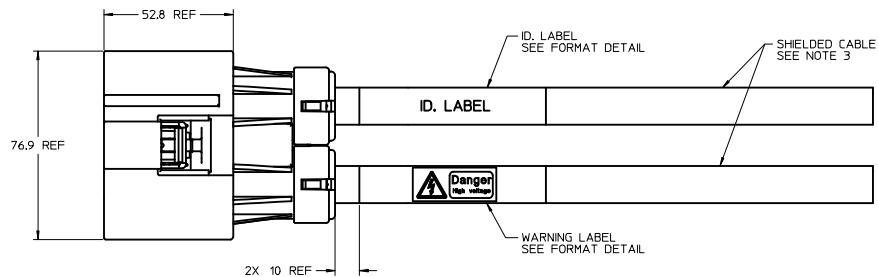 52.8 REF
ID. LABEL
SEE FORMAT DETAIL
SHIELDED CABLE
SEE NOTE 3
ID. LABEL
76.9 REF
Danger
High voltage
WARNING LABEL
SEE FORMAT DETAIL
2X 10 REF